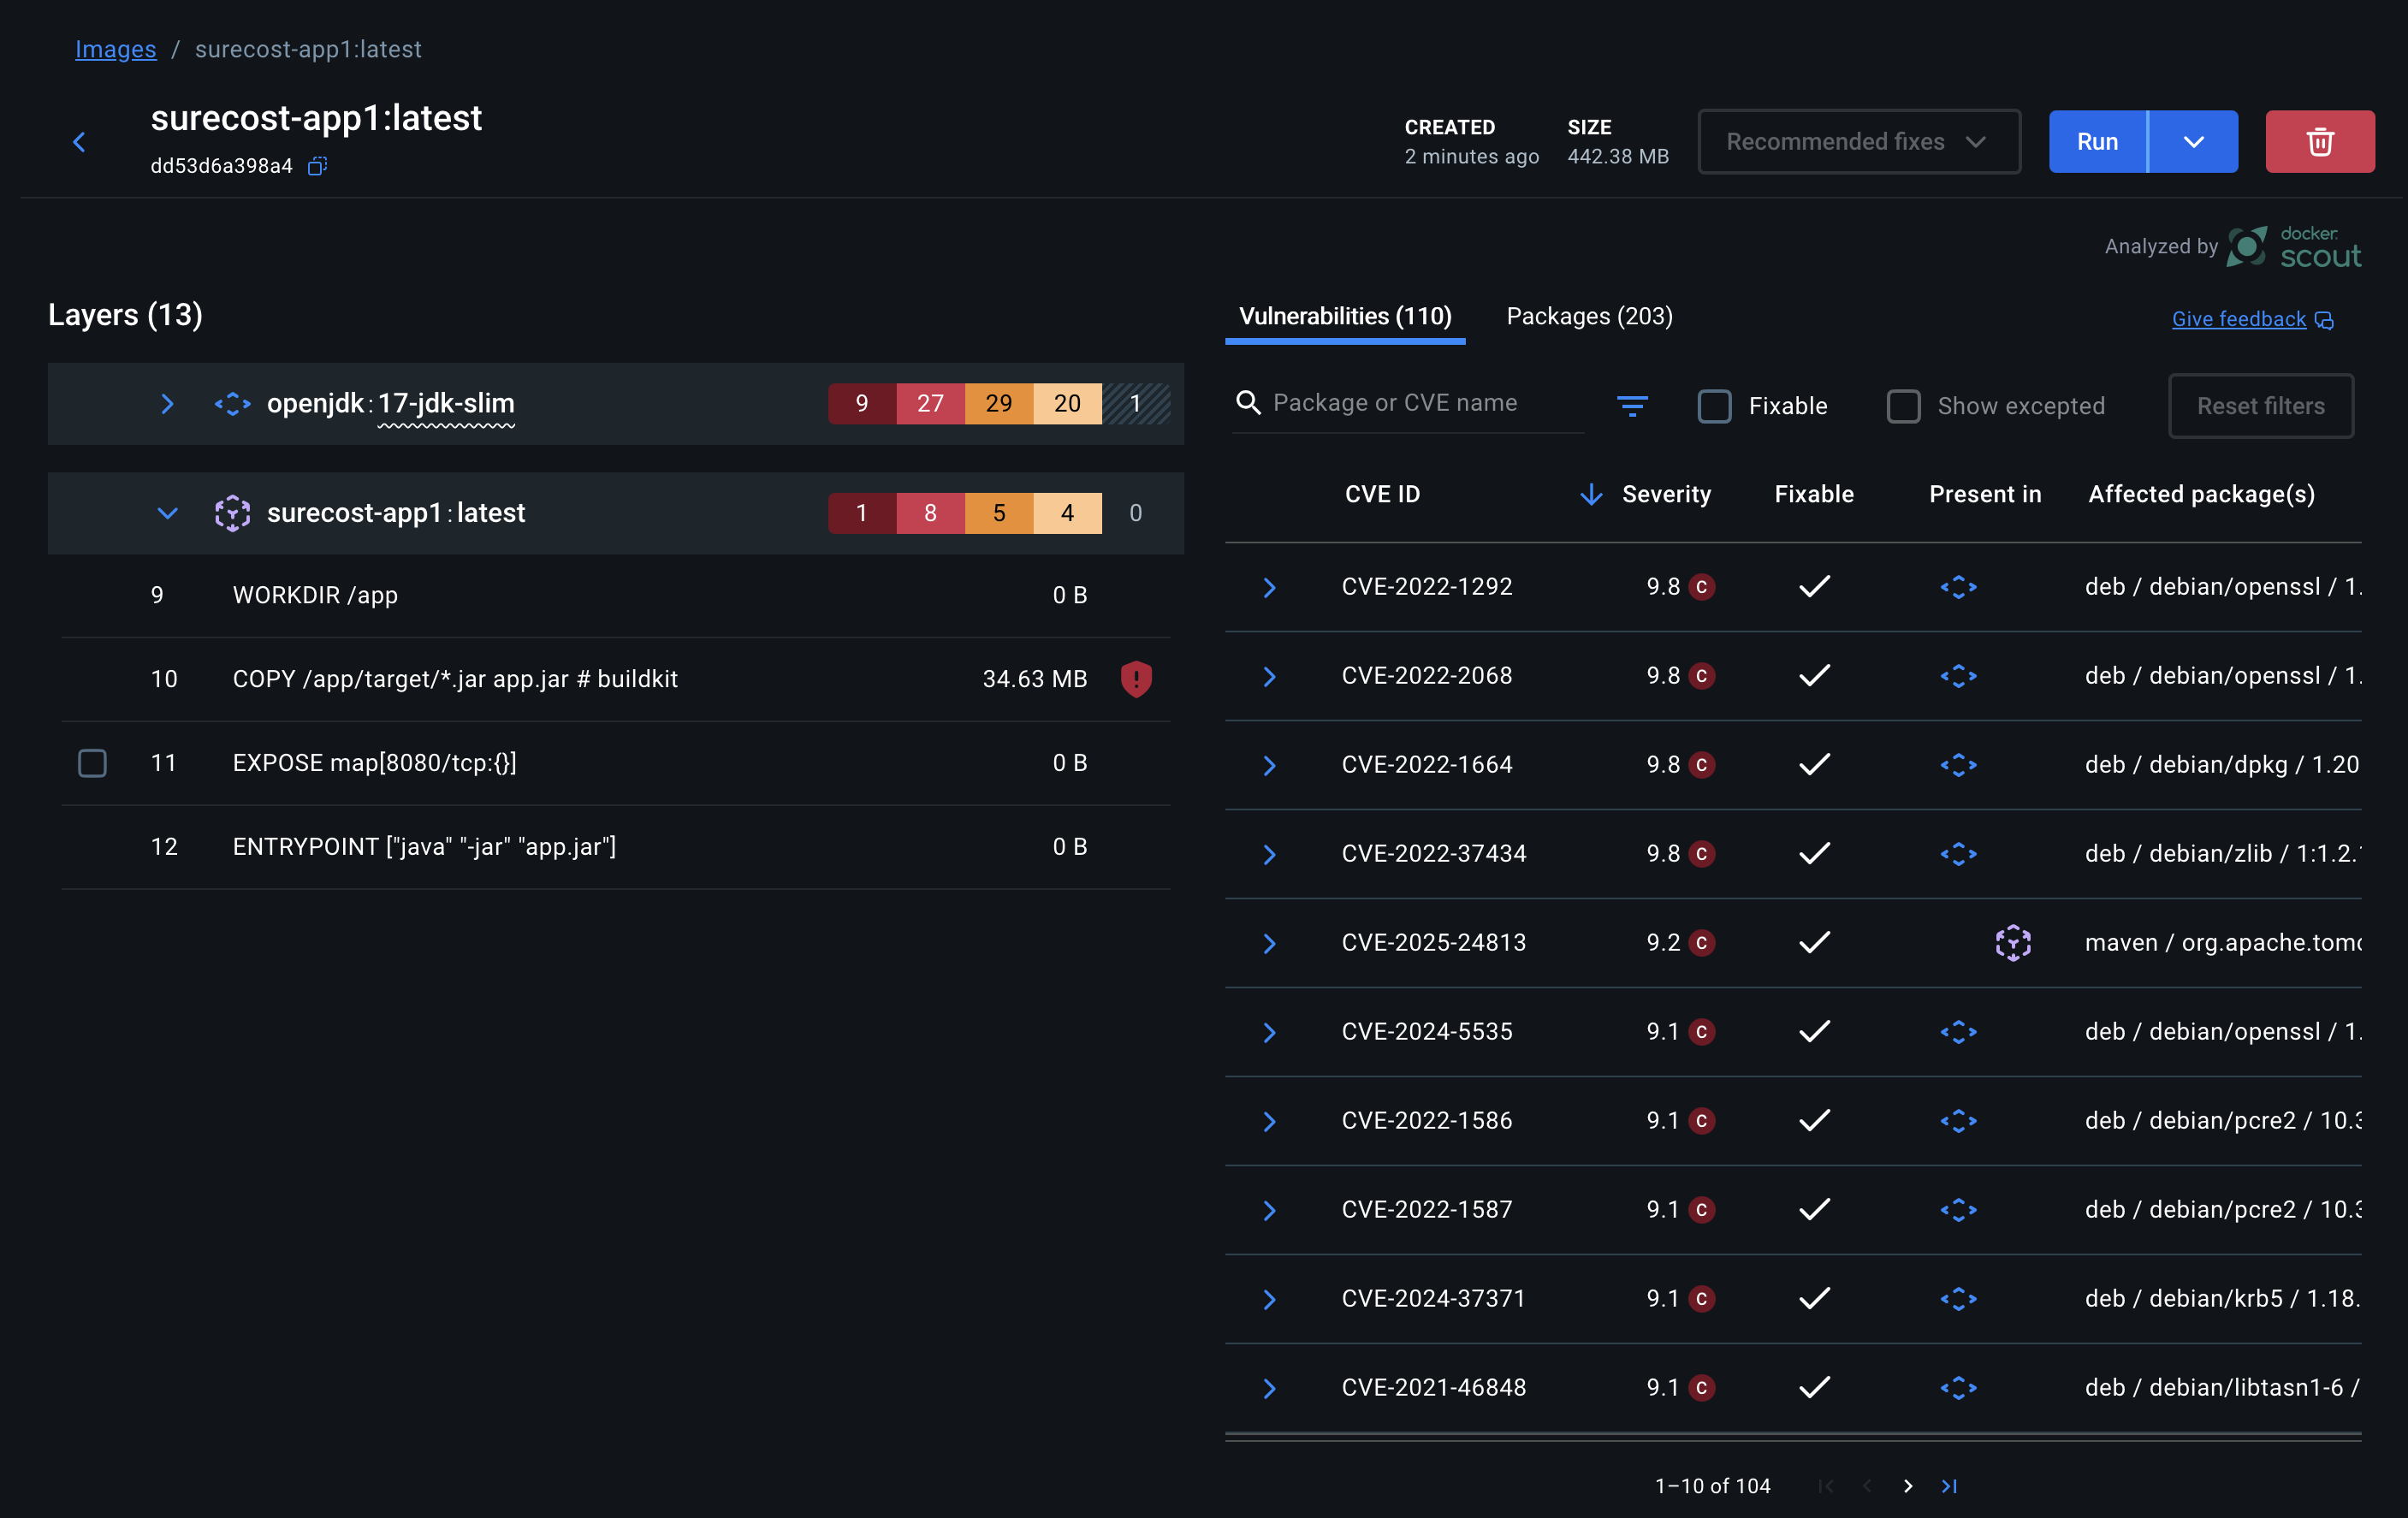 Images / surecost-app1:latest
surecost-app1:latest
dd53d6a398a4
CREATED
2 minutes ago
SIZE
442.38 MB
Recommended fixes
Run
Analyzed by docker scout
Layers (13)
openjdk:17-jdk-slim 9 27 29 20 1
surecost-app1:latest 1 8 5 4 0
9 WORKDIR /app 0 B
10 COPY /app/target/*.jar app.jar # buildkit 34.63 MB
11 EXPOSE map[8080/tcp:{}] 0 B
12 ENTRYPOINT ["java" "-jar" "app.jar"] 0 B
Vulnerabilities (110) Packages (203) Give feedback
Package or CVE name Fixable Show excepted Reset filters
CVE ID Severity Fixable Present in Affected package(s)
CVE-2022-1292 9.8 C deb / debian/openssl / 1.
CVE-2022-2068 9.8 C deb / debian/openssl / 1.
CVE-2022-1664 9.8 C deb / debian/dpkg / 1.20
CVE-2022-37434 9.8 C deb / debian/zlib / 1:1.2.
CVE-2025-24813 9.2 C maven / org.apache.tom
CVE-2024-5535 9.1 C deb / debian/openssl / 1.
CVE-2022-1586 9.1 C deb / debian/pcre2 / 10.3
CVE-2022-1587 9.1 C deb / debian/pcre2 / 10.3
CVE-2024-37371 9.1 C deb / debian/krb5 / 1.18.
CVE-2021-46848 9.1 C deb / debian/libtasn1-6 /
1–10 of 104